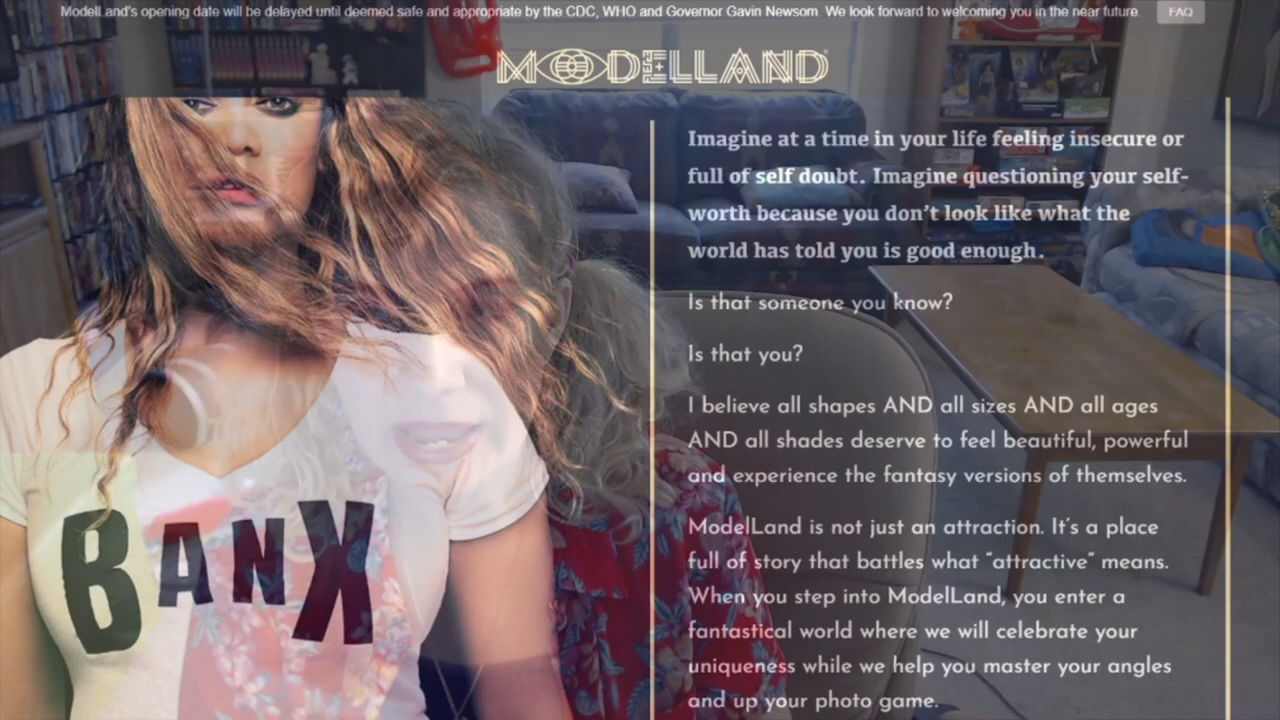 ModelLand's opening date will be delayed until deemed safe and appropriate by the CDC, WHO and Governor Gavin Newsom. We look forward to welcoming you in the near future. FAQ
MODELLAND
Imagine at a time in your life feeling insecure or
full of self doubt. Imagine questioning your self-
worth because you don't look like what the
world has told you is good enough.
Is that someone you know?
Is that you?
I believe all shapes AND all sizes AND all ages
AND all shades deserve to feel beautiful, powerful
and experience the fantasy versions of themselves.
ModelLand is not just an attraction. It's a place
full of story that battles what "attractive" means.
When you step into ModelLand, you enter a
fantastical world where we will celebrate your
uniqueness while we help you master your angles
and up your photo game.
BANX